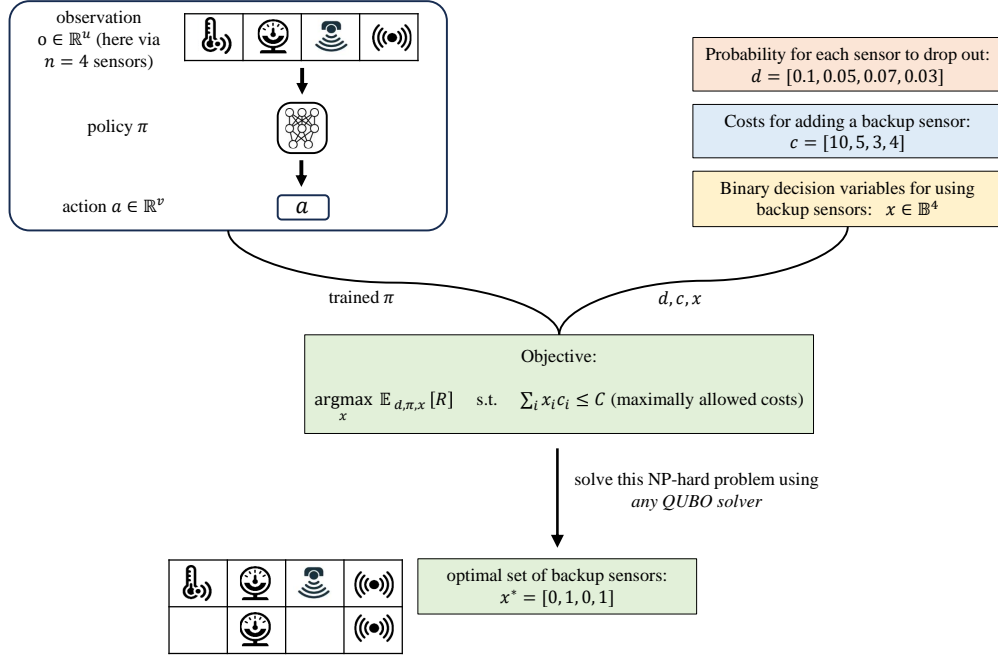 observation
o ∈ ℝ^u (here via
n = 4 sensors)
policy π
action a ∈ ℝ^v
a
Probability for each sensor to drop out:
d = [0.1, 0.05, 0.07, 0.03]
Costs for adding a backup sensor:
c = [10, 5, 3, 4]
Binary decision variables for using
backup sensors: x ∈ 𝔹^4
trained π
d, c, x
Objective:
argmax 𝔼_{d,π,x}[R] s.t. ∑_i x_i c_i ≤ C (maximally allowed costs)
x
solve this NP-hard problem using
any QUBO solver
optimal set of backup sensors:
x* = [0, 1, 0, 1]